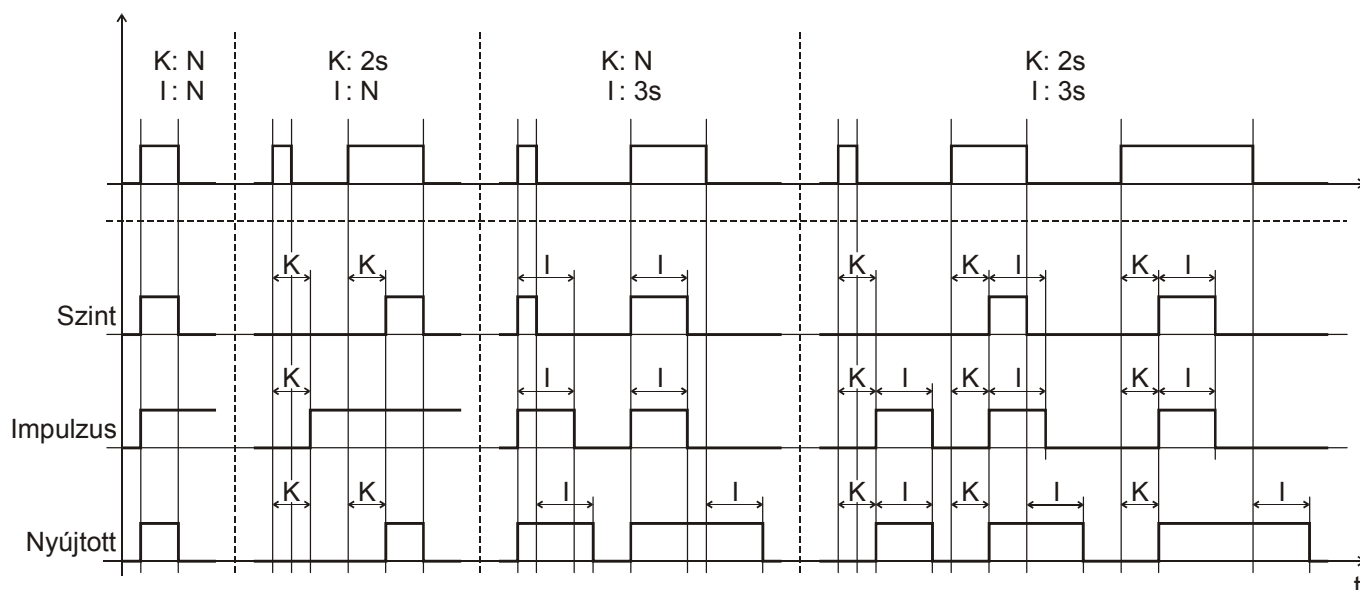 K: N K: 2s K: N K: 2s
I : N I : N I : 3s I : 3s
K K I I K K I K I
Szint
K I I K I K I K I
Impulzus
K K I I K I K I K I
Nyújtott
t